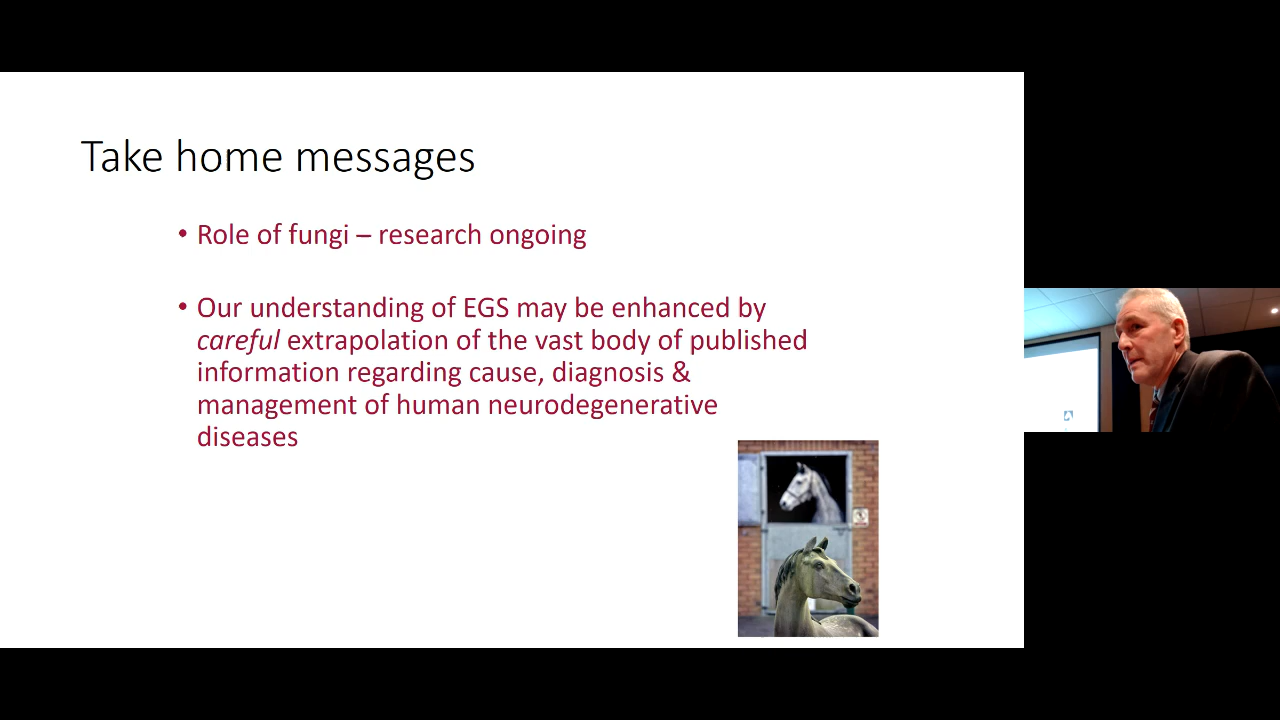 Take home messages
• Role of fungi – research ongoing
• Our understanding of EGS may be enhanced by
careful extrapolation of the vast body of published
information regarding cause, diagnosis &
management of human neurodegenerative
diseases